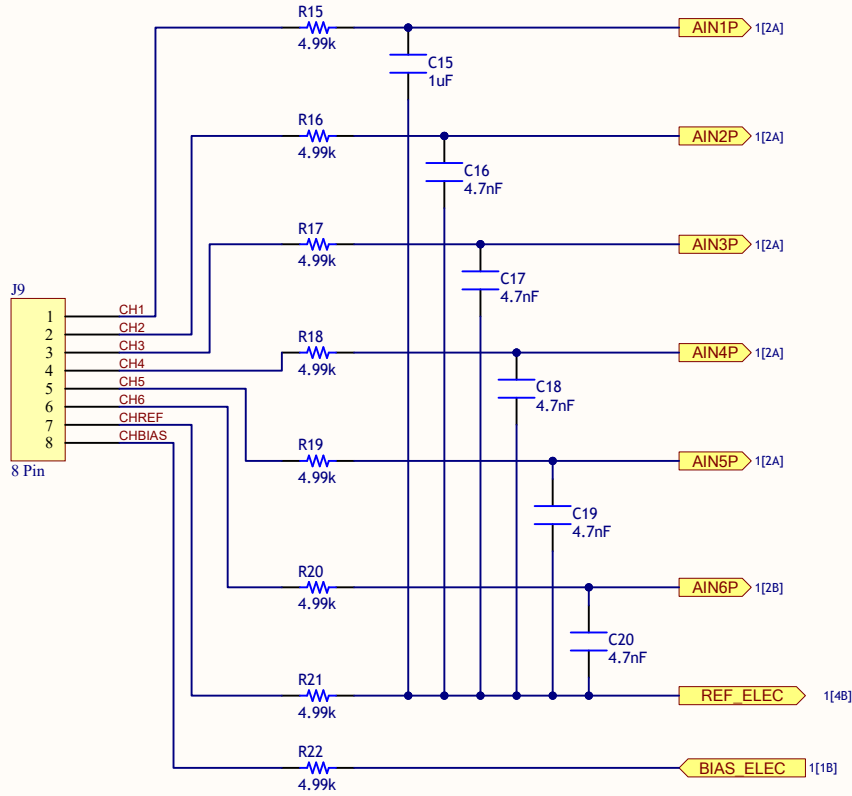 R15
4.99k
AIN1P 1[2A]
C15
1uF
R16
4.99k
AIN2P 1[2A]
C16
4.7nF
R17
4.99k
AIN3P 1[2A]
C17
4.7nF
J9
1 CH1
2 CH2
3 CH3
4 CH4
5 CH5
6 CH6
7 CHREF
8 CHBIAS
8 Pin
R18
4.99k
AIN4P 1[2A]
C18
4.7nF
R19
4.99k
AIN5P 1[2A]
C19
4.7nF
R20
4.99k
AIN6P 1[2B]
C20
4.7nF
R21
4.99k
REF_ELEC 1[4B]
R22
4.99k
BIAS_ELEC 1[1B]